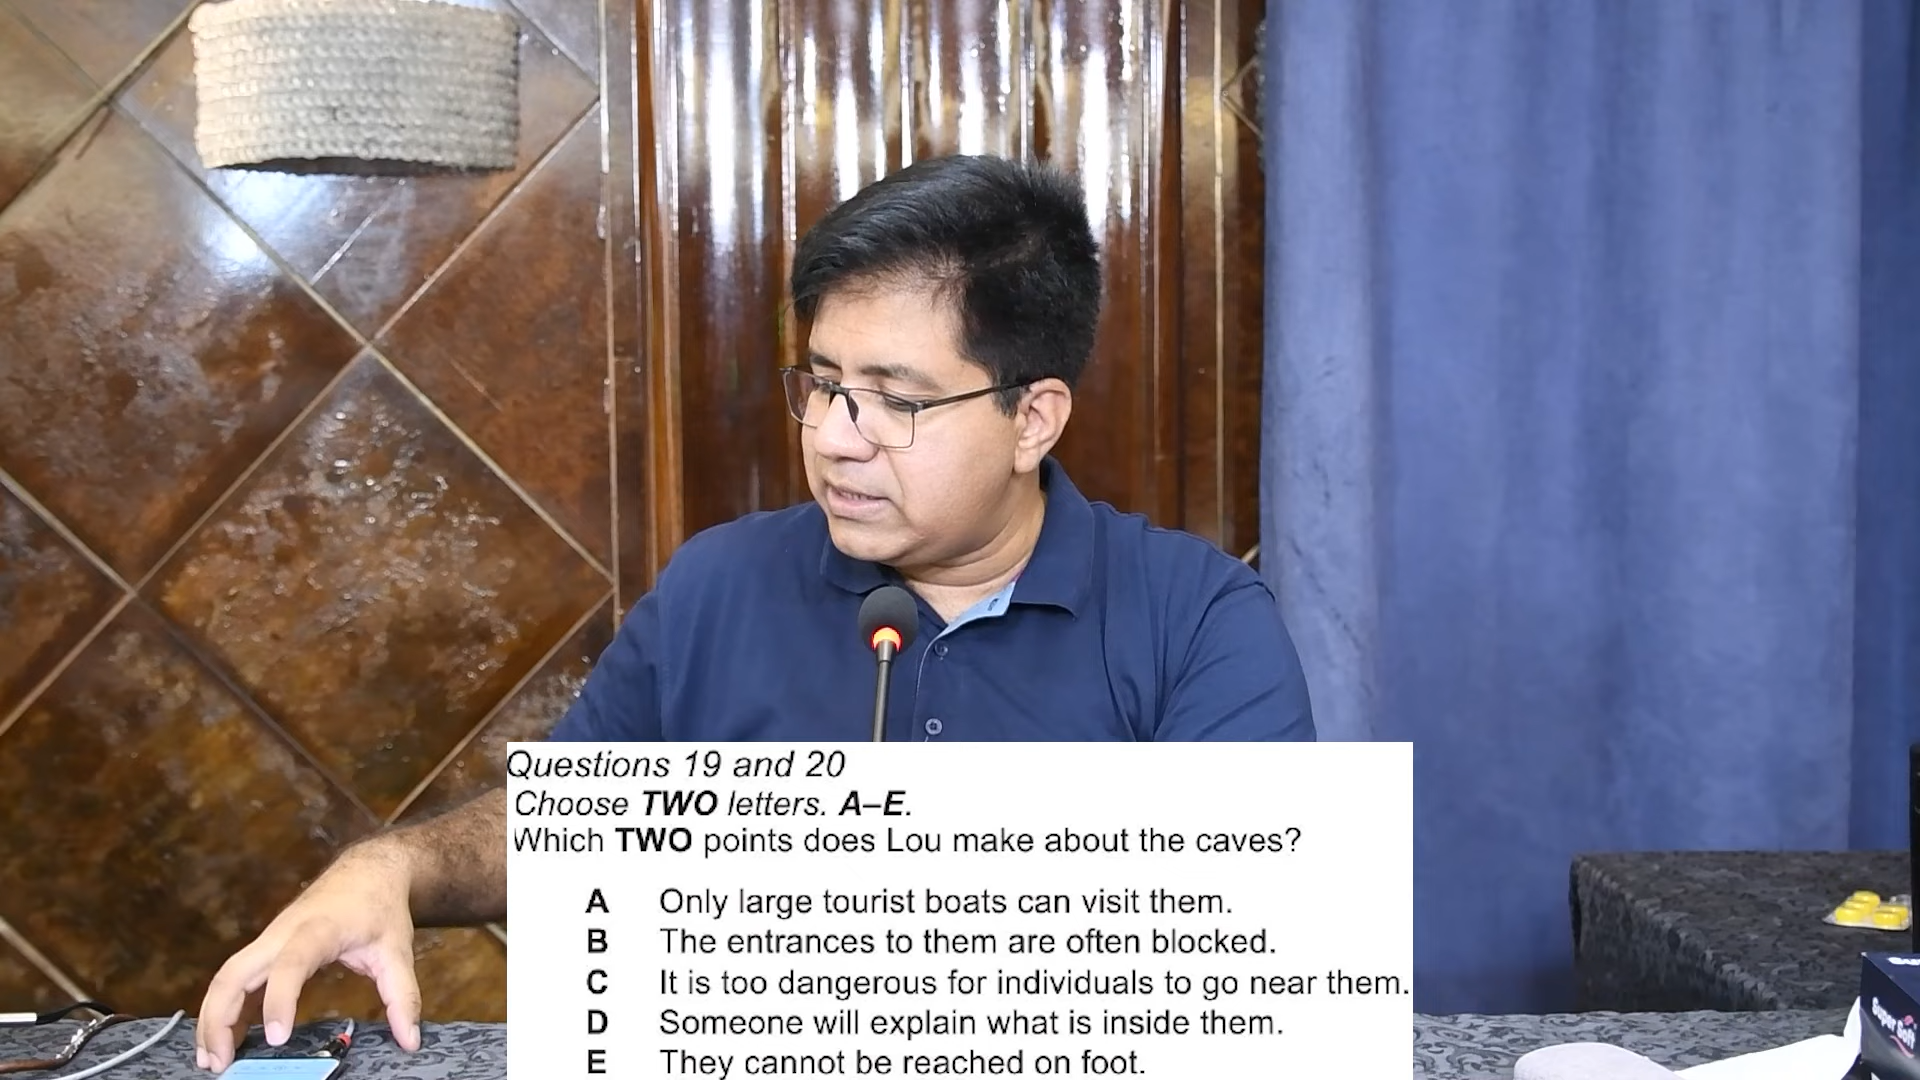 Questions 19 and 20
Choose TWO letters. A–E.
Which TWO points does Lou make about the caves?
A Only large tourist boats can visit them.
B The entrances to them are often blocked.
C It is too dangerous for individuals to go near them.
D Someone will explain what is inside them.
E They cannot be reached on foot.
Super Soft